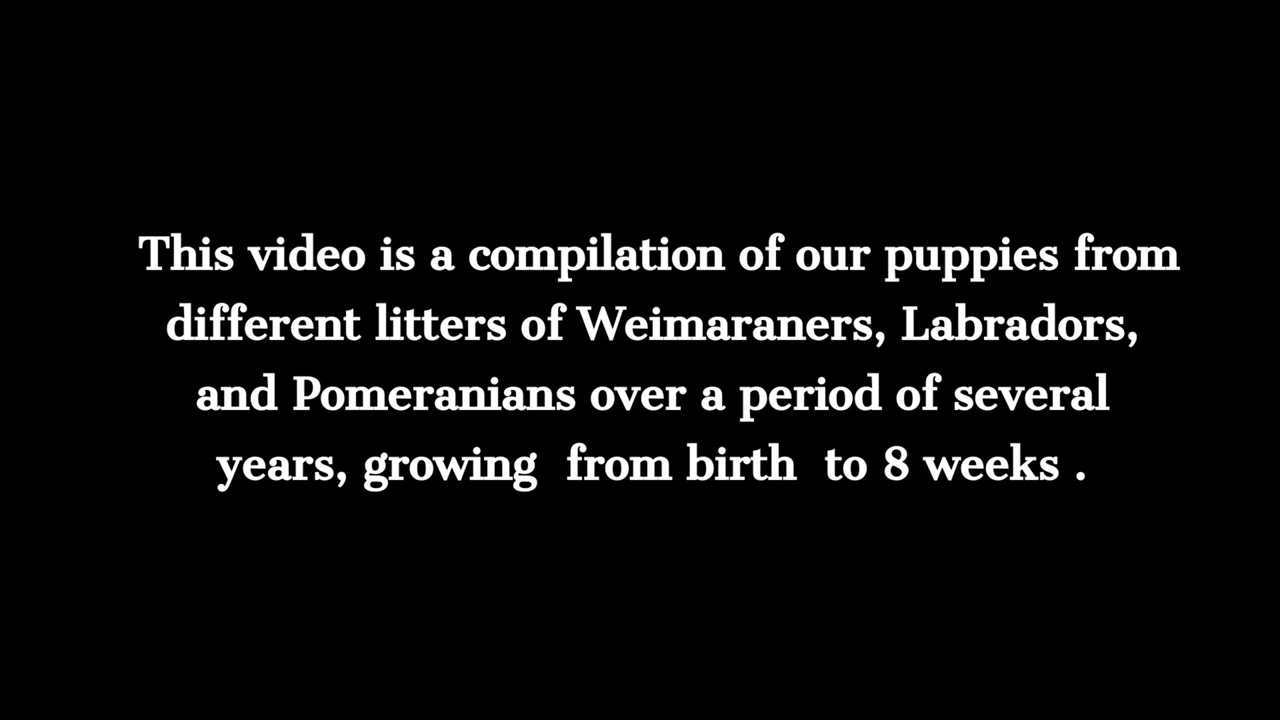 This video is a compilation of our puppies from
different litters of Weimaraners, Labradors,
and Pomeranians over a period of several
years, growing  from birth  to 8 weeks .